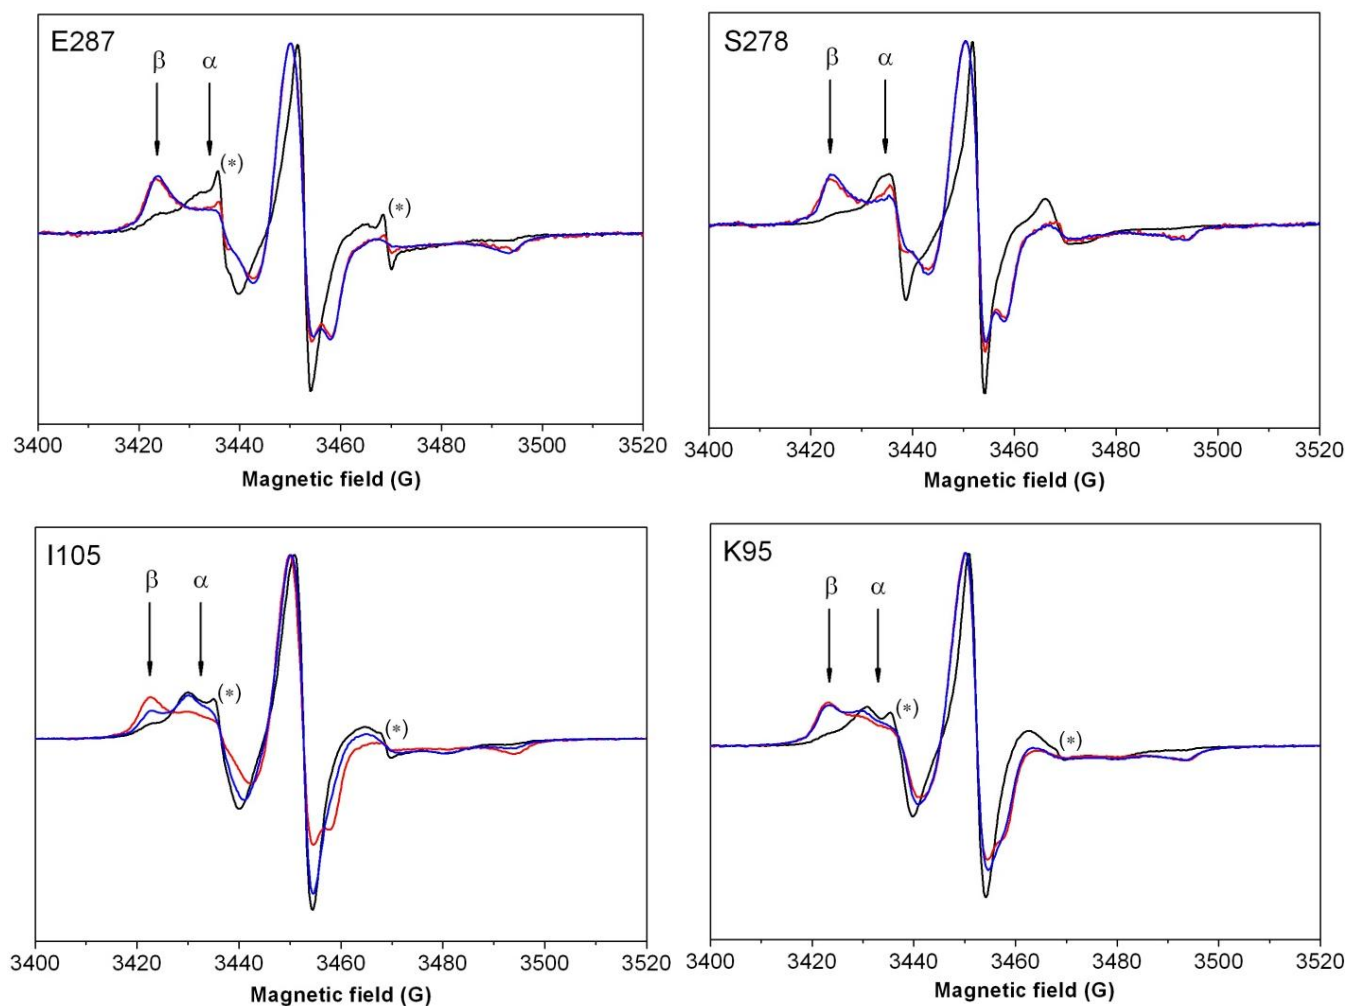 E287
β α
(*)
(*)
3400 3420 3440 3460 3480 3500 3520
Magnetic field (G)
S278
β α
3400 3420 3440 3460 3480 3500 3520
Magnetic field (G)
I105
β α
(*)
(*)
3400 3420 3440 3460 3480 3500 3520
Magnetic field (G)
K95
β α
(*)
(*)
3400 3420 3440 3460 3480 3500 3520
Magnetic field (G)